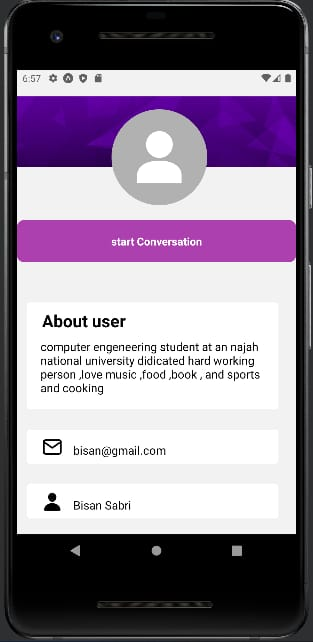 6:57
start Conversation
About user
computer engeneering student at an najah
national university didicated hard working
person ,love music ,food ,book , and sports
and cooking
bisan@gmail.com
Bisan Sabri